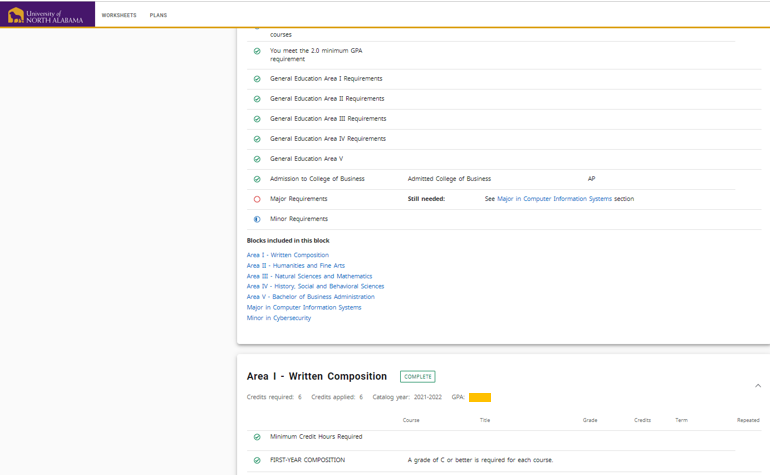 University of
NORTH ALABAMA
WORKSHEETS PLANS
courses
You meet the 2.0 minimum GPA
requirement
General Education Area I Requirements
General Education Area II Requirements
General Education Area III Requirements
General Education Area IV Requirements
General Education Area V
Admission to College of Business Admitted College of Business AP
Major Requirements Still needed: See Major in Computer Information Systems section
Minor Requirements
Blocks included in this block
Area I - Written Composition
Area II - Humanities and Fine Arts
Area III - Natural Sciences and Mathematics
Area IV - History, Social and Behavioral Sciences
Area V - Bachelor of Business Administration
Major in Computer Information Systems
Minor in Cybersecurity
Area I - Written Composition COMPLETE
Credits required: 6 Credits applied: 6 Catalog year: 2021-2022 GPA:
Course Title Grade Credits Term Repeated
Minimum Credit Hours Required
FIRST-YEAR COMPOSITION A grade of C or better is required for each course.